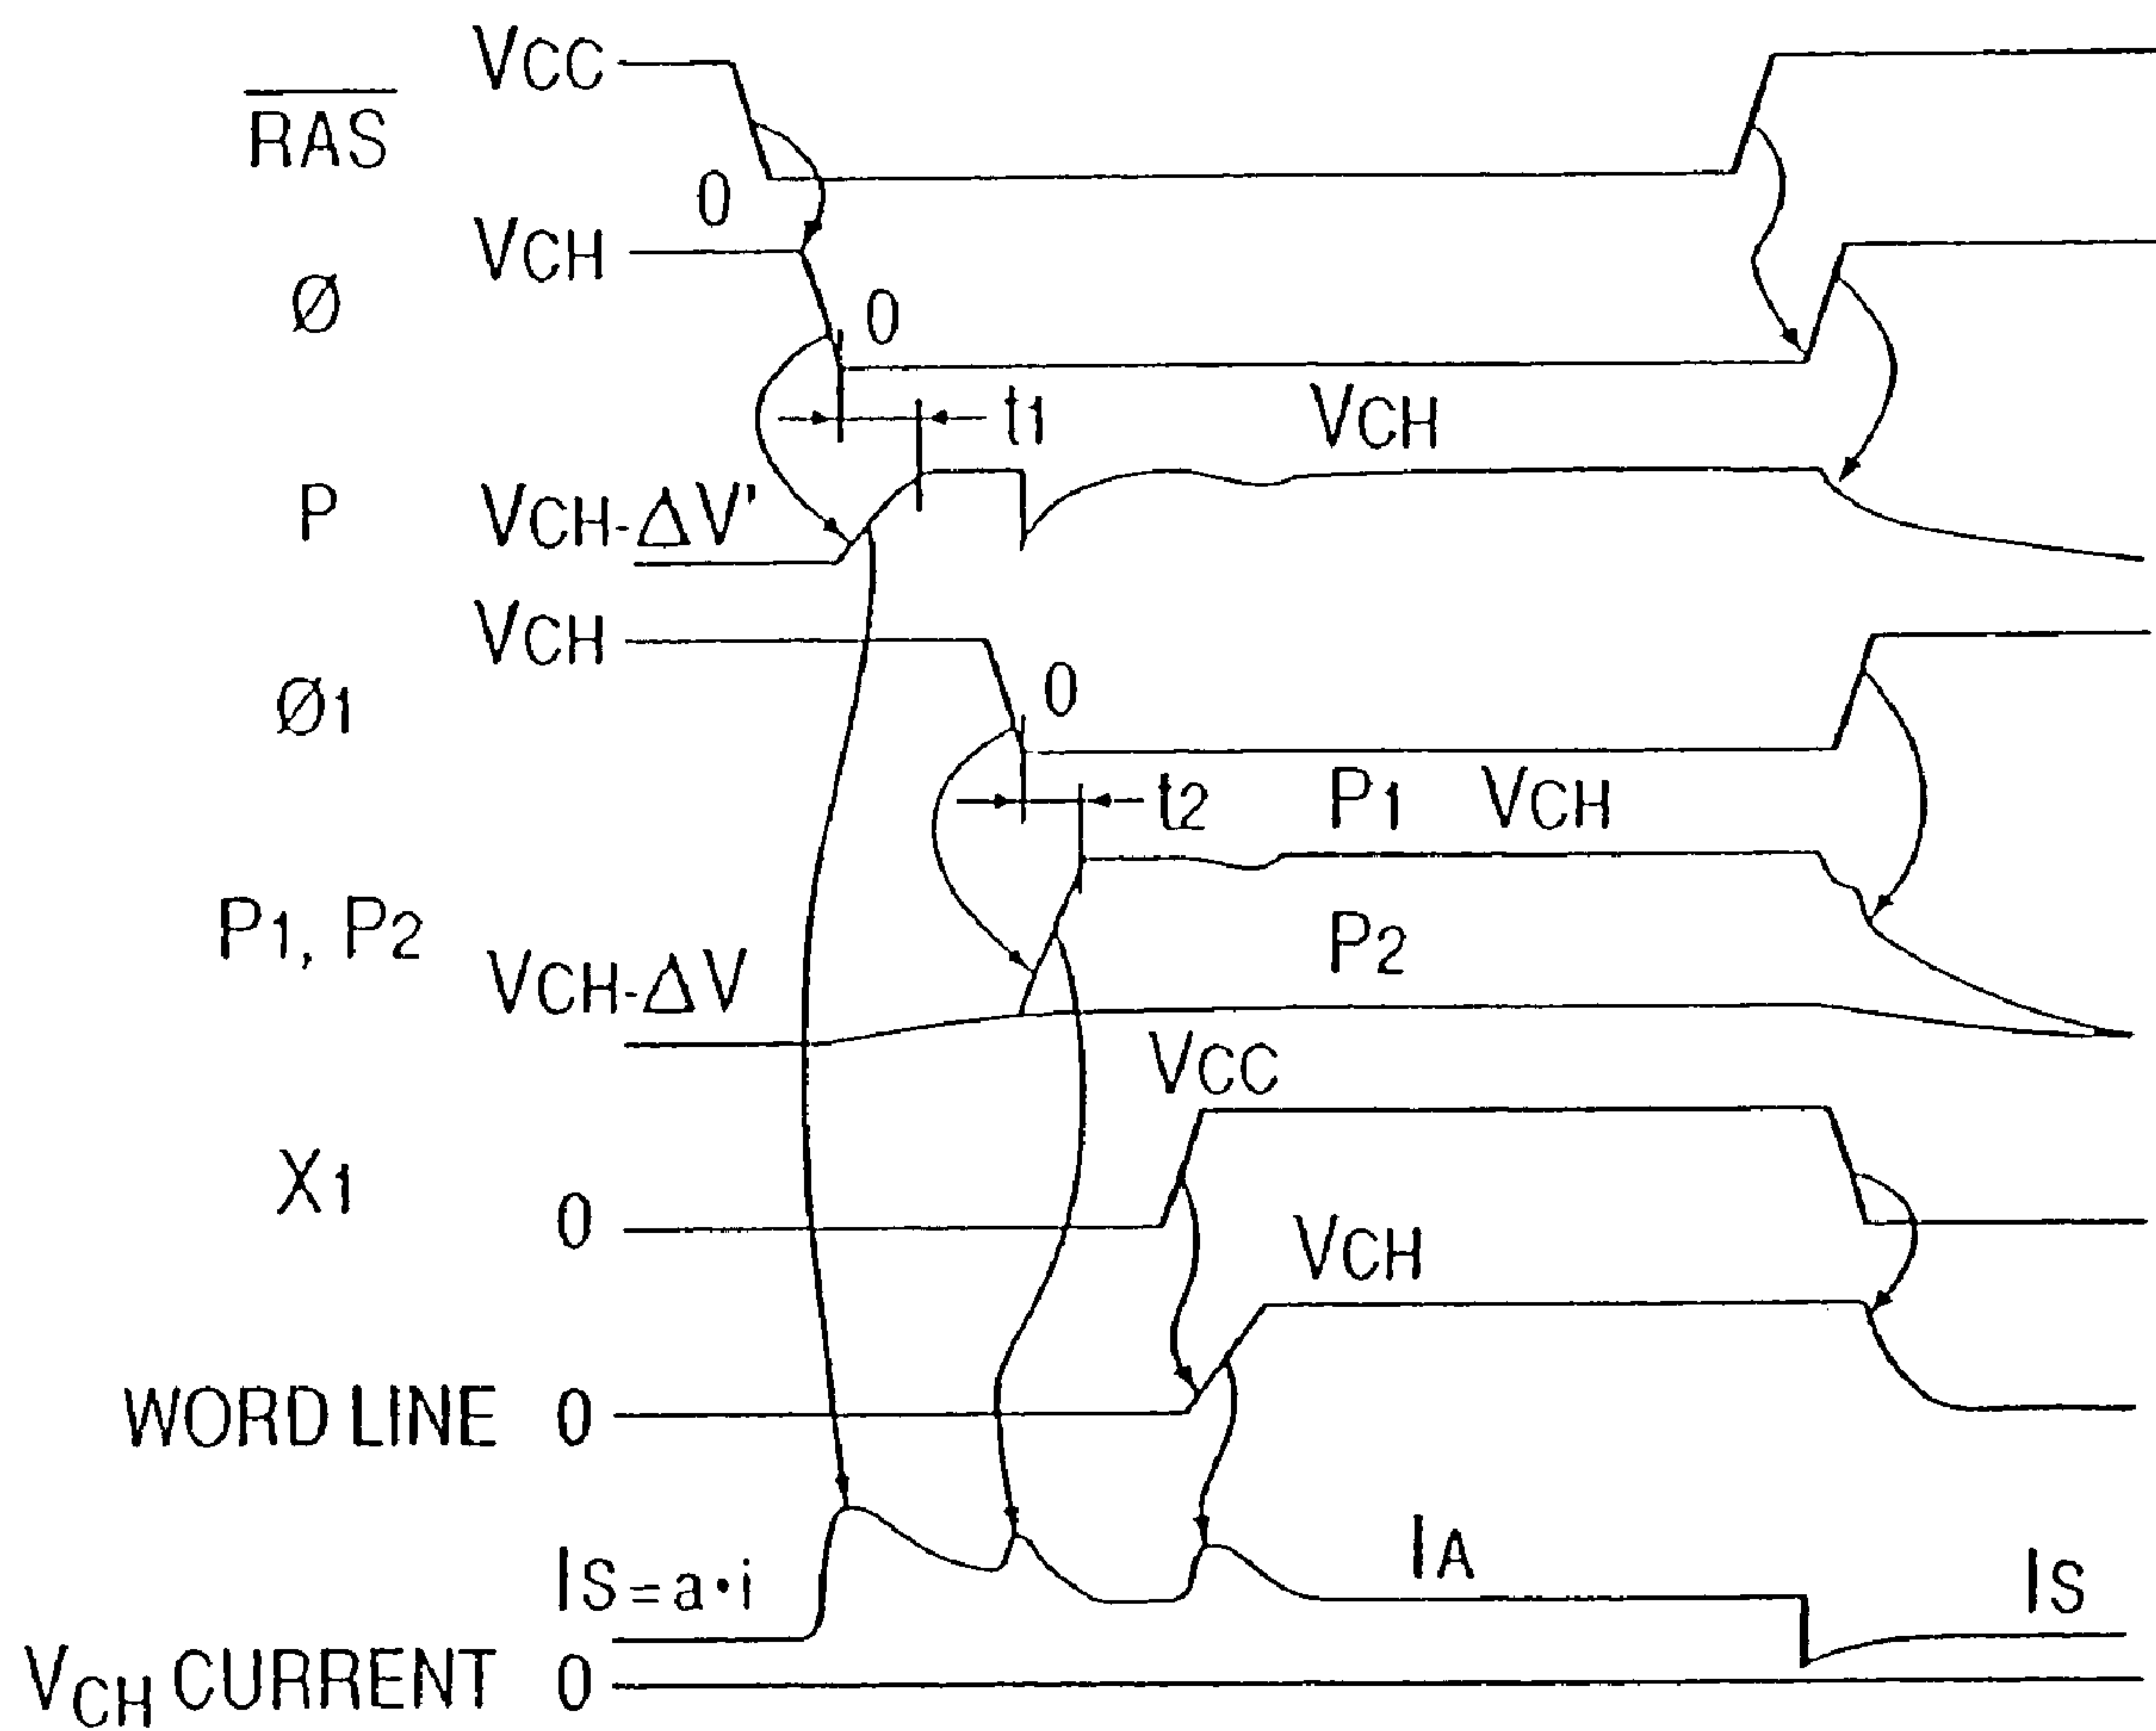 VCC
RAS
0
VCH
Ø
0
t1
VCH
P
VCH-ΔV'
VCH
Ø1
0
t2
P1 VCH
P1, P2
P2
VCH-ΔV
VCC
X1
0
VCH
WORD LINE 0
IA
IS=a•i
IS
VCH CURRENT 0